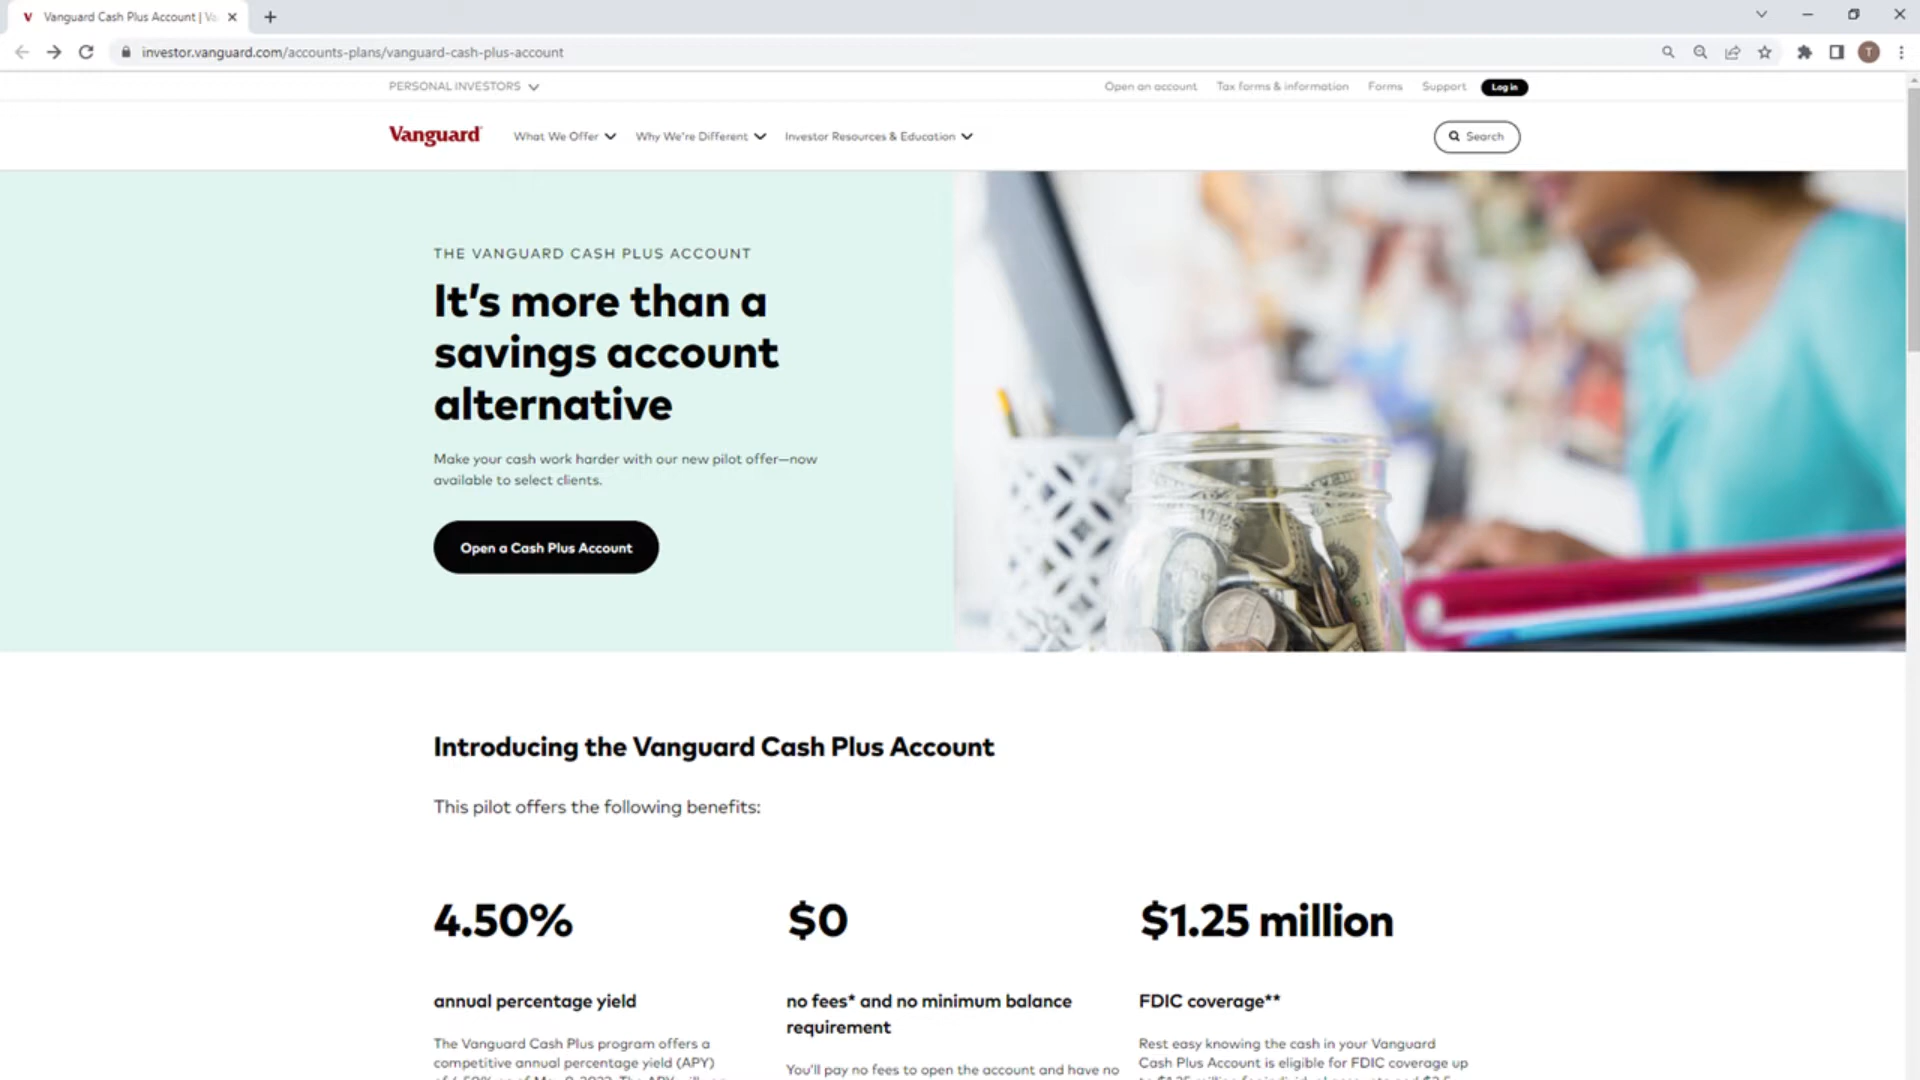 Vanguard Cash Plus Account | Va
investor.vanguard.com/accounts-plans/vanguard-cash-plus-account
T
PERSONAL INVESTORS
Open an account Tax forms & information Forms Support Log in
Vanguard What We Offer Why We're Different Investor Resources & Education Search
THE VANGUARD CASH PLUS ACCOUNT
It's more than a
savings account
alternative
Make your cash work harder with our new pilot offer—now
available to select clients.
Open a Cash Plus Account
Introducing the Vanguard Cash Plus Account
This pilot offers the following benefits:
4.50%
annual percentage yield
The Vanguard Cash Plus program offers a
competitive annual percentage yield (APY)
$0
no fees* and no minimum balance
requirement
You'll pay no fees to open the account and have no
$1.25 million
FDIC coverage**
Rest easy knowing the cash in your Vanguard
Cash Plus Account is eligible for FDIC coverage up